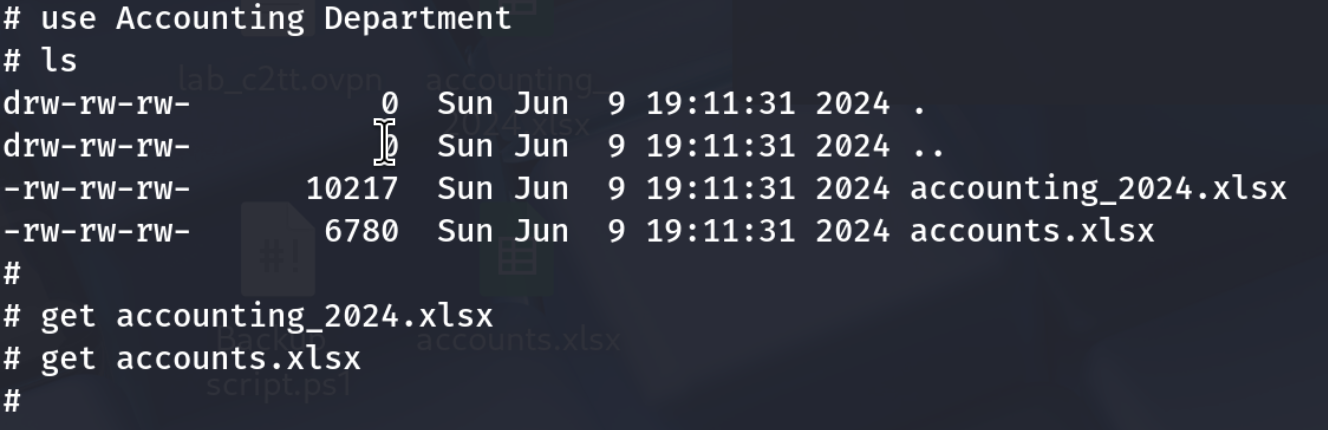 # use Accounting Department
# ls
drw-rw-rw-          0  Sun Jun  9 19:11:31 2024 .
drw-rw-rw-          0  Sun Jun  9 19:11:31 2024 ..
-rw-rw-rw-      10217  Sun Jun  9 19:11:31 2024 accounting_2024.xlsx
-rw-rw-rw-       6780  Sun Jun  9 19:11:31 2024 accounts.xlsx
#
# get accounting_2024.xlsx
# get accounts.xlsx
#
lab_c2tt.ovpn
accounting_
2024.xlsx
#!
Backup
script.ps1
accounts.xlsx